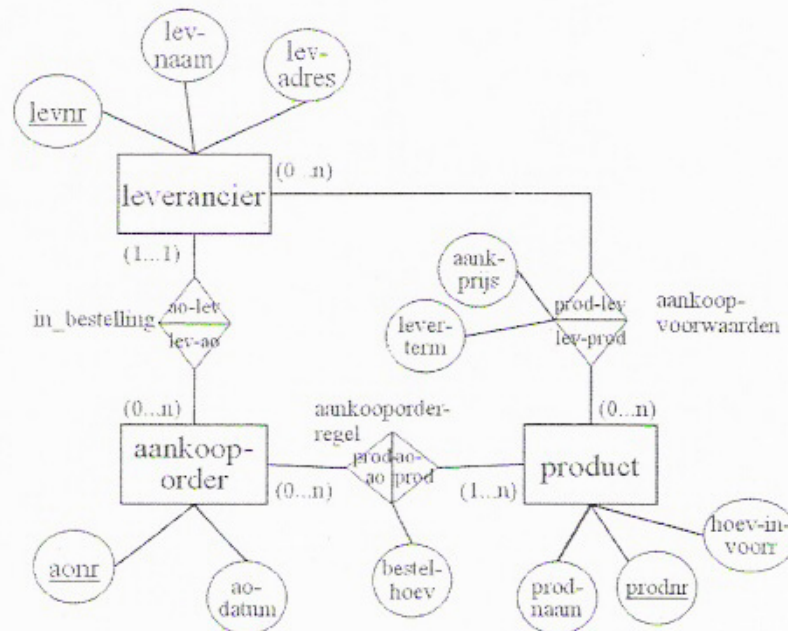 lev-
naam
lev-
adres
levnr
(0...n)
leverancier
(1...1)
aank-
prijs
ao-lev
lev-ao
in_bestelling
prod-lev
lev-prod
aankoop-
voorwaarden
lever-
term
(0...n)
(0...n)
aankooporder-
regel
aankoop-
order
prod-
ao
ao-
prod
product
(0...n)
(1...n)
hoev-in-
voorr
aonr
ao-
datum
bestel-
hoev
prod-
naam
prodnr